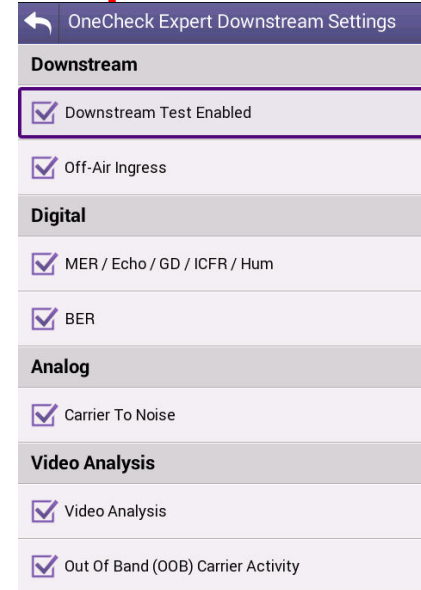 OneCheck Expert Downstream Settings
Downstream
Downstream Test Enabled
Off-Air Ingress
Digital
MER / Echo / GD / ICFR / Hum
BER
Analog
Carrier To Noise
Video Analysis
Video Analysis
Out Of Band (OOB) Carrier Activity